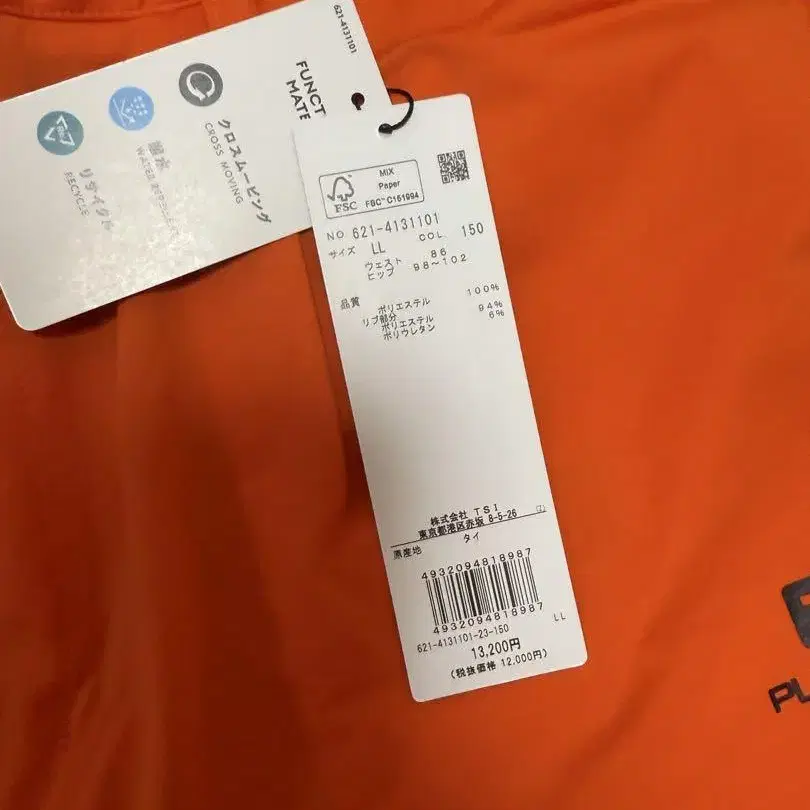 621-4131101
FUNCT
MATE
クロスムービング
CROSS MOVING
撥水
WATER REPELLENT
リサイクル
RECYCLE
FSC
MIX
Paper
FSC™ C151994
NO 621-4131101
サイズ LL COL 150
ウェスト 86
ヒップ 98〜102
品質
ポリエステル 100%
リブ部分
ポリエステル 94%
ポリウレタン 6%
株式会社 TSI
東京都港区赤坂 8-5-26
原産地 タイ
4932094818987
4932094818987
621-4131101-23-150 LL
13,200円
(税抜価格 12,000円)
PL